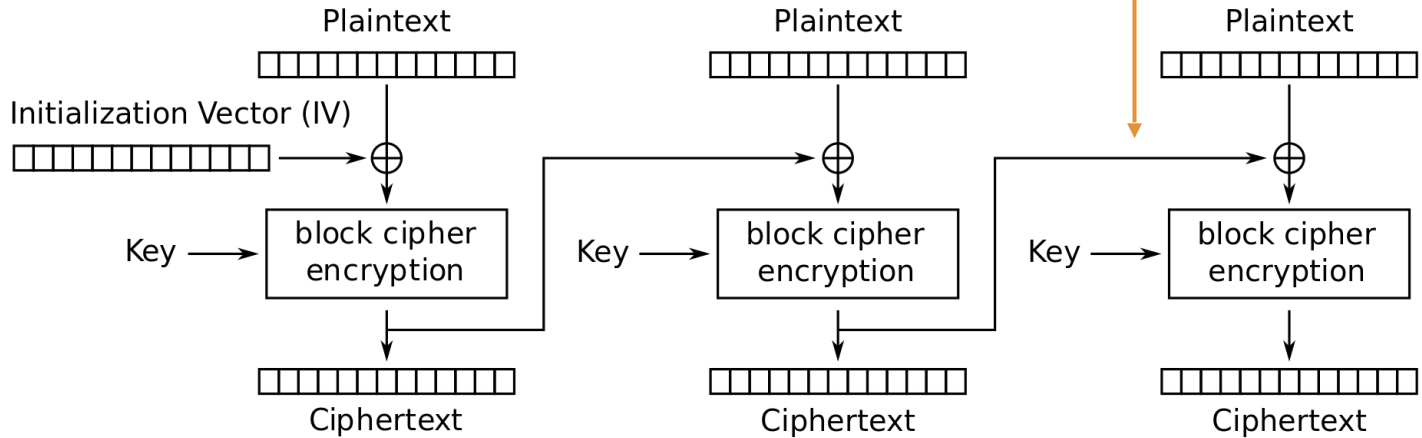 Plaintext
Plaintext
Plaintext
Initialization Vector (IV)
Key
block cipher
encryption
Key
block cipher
encryption
Key
block cipher
encryption
Ciphertext
Ciphertext
Ciphertext